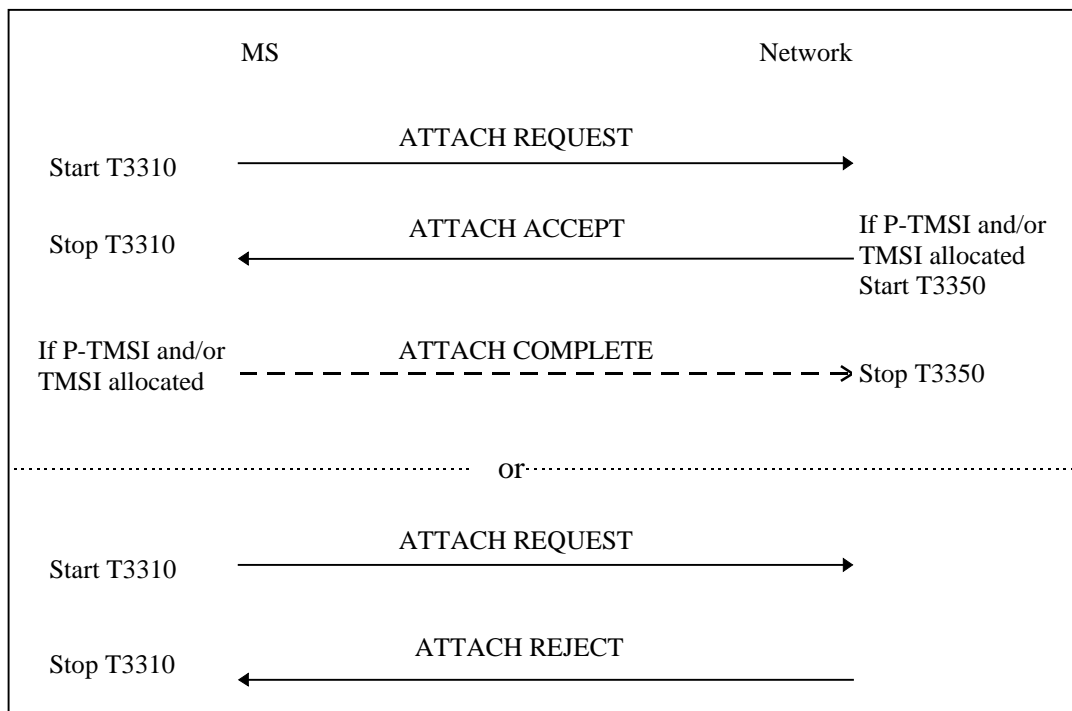 MS
Network
ATTACH REQUEST
Start T3310
ATTACH ACCEPT
Stop T3310
If P-TMSI and/or
TMSI allocated
Start T3350
If P-TMSI and/or
TMSI allocated
ATTACH COMPLETE
Stop T3350
or
ATTACH REQUEST
Start T3310
ATTACH REJECT
Stop T3310